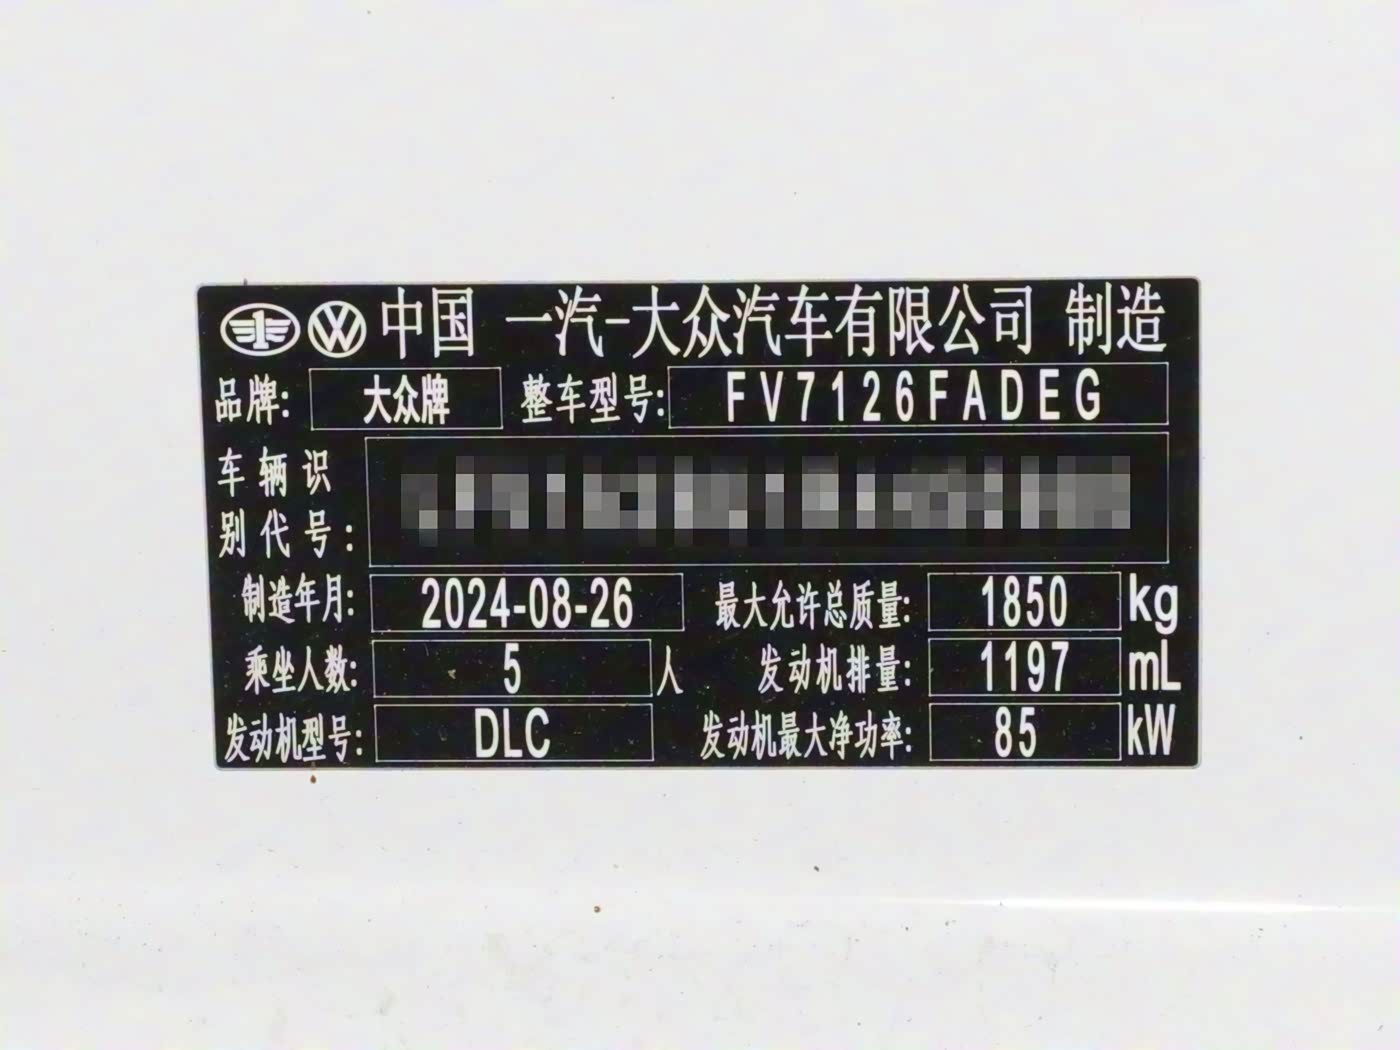 中国 一汽-大众汽车有限公司 制造
品牌: 大众牌 整车型号: FV7126FADEG
车辆识
别代号:
制造年月: 2024-08-26 最大允许总质量: 1850 kg
乘坐人数: 5 人 发动机排量: 1197 mL
发动机型号: DLC 发动机最大净功率: 85 kW